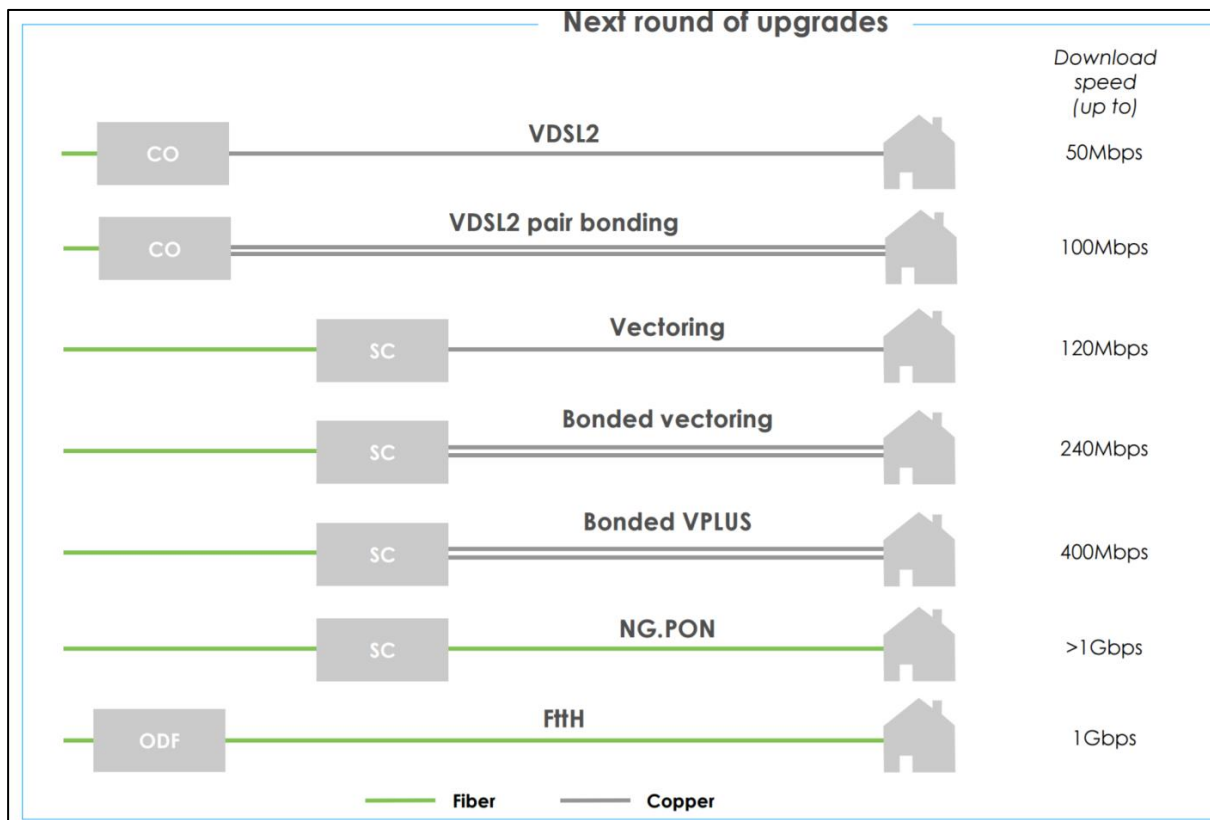 Next round of upgrades
Download
speed
(up to)
VDSL2
CO
50Mbps
VDSL2 pair bonding
CO
100Mbps
Vectoring
SC
120Mbps
Bonded vectoring
SC
240Mbps
Bonded VPLUS
SC
400Mbps
NG.PON
SC
>1Gbps
FttH
ODF
1Gbps
Fiber
Copper